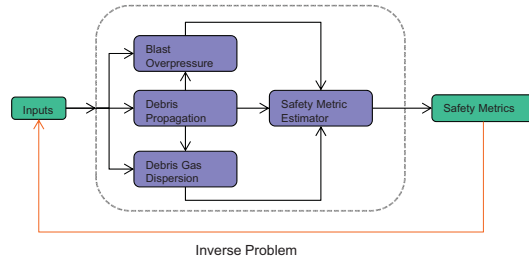 Blast
Overpressure
Inputs
Debris
Propagation
Safety Metric
Estimator
Safety Metrics
Debris Gas
Dispersion
Inverse Problem